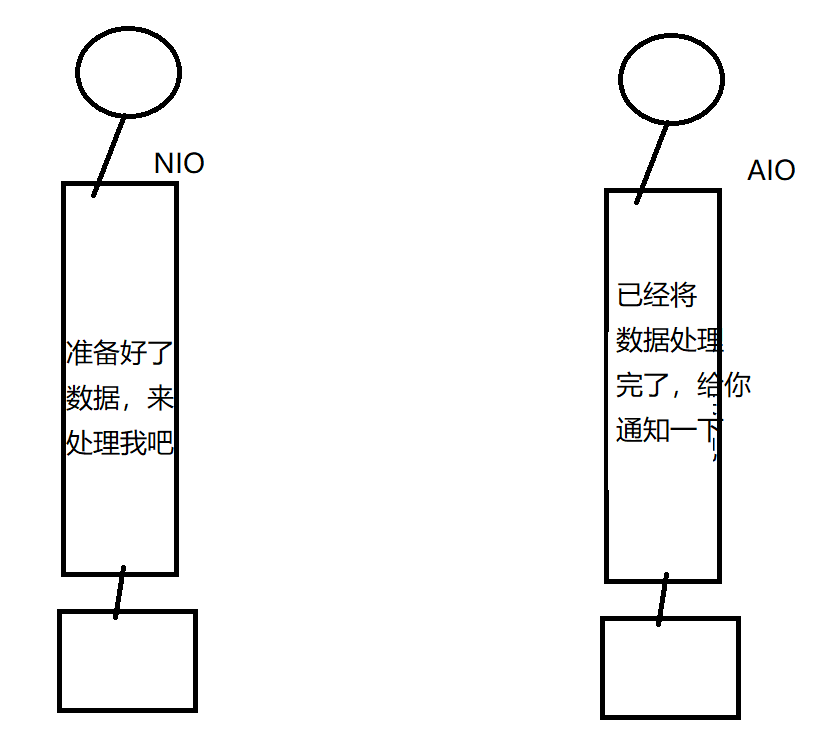 NIO
准备好了
数据，来
处理我吧
AIO
已经将
数据处理
完了，给你
通知一下